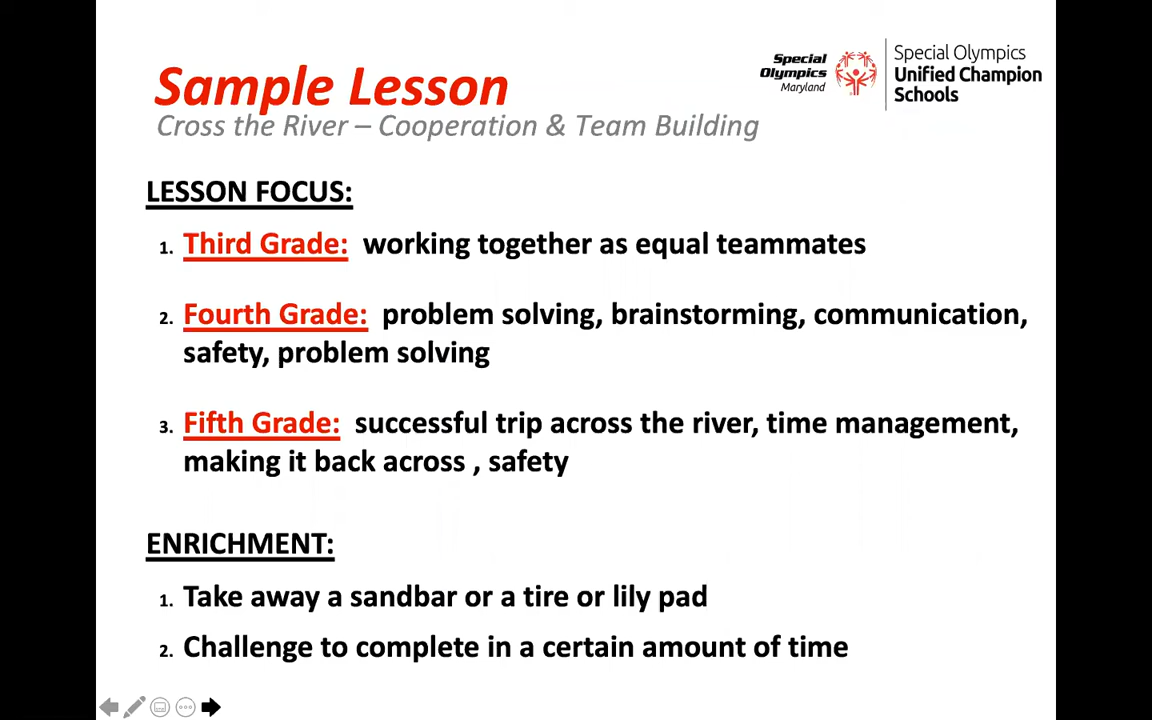 Sample Lesson
Cross the River – Cooperation & Team Building
Special
Olympics
Maryland
Special Olympics
Unified Champion
Schools
LESSON FOCUS:
1. Third Grade: working together as equal teammates
2. Fourth Grade: problem solving, brainstorming, communication,
safety, problem solving
3. Fifth Grade: successful trip across the river, time management,
making it back across , safety
ENRICHMENT:
1. Take away a sandbar or a tire or lily pad
2. Challenge to complete in a certain amount of time